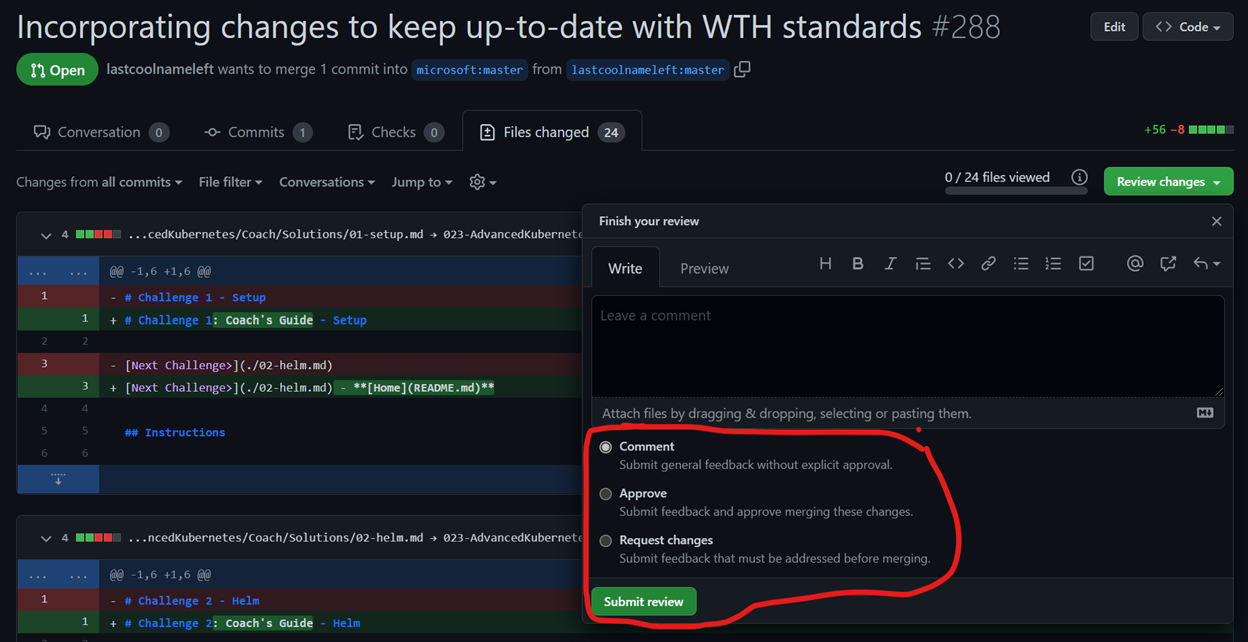 Incorporating changes to keep up-to-date with WTH standards #288
Edit
<> Code
Open
lastcoolnameleft wants to merge 1 commit into microsoft:master from lastcoolnameleft:master
Conversation 0
Commits 1
Checks 0
Files changed 24
+56 −8
Changes from all commits
File filter
Conversations
Jump to
0 / 24 files viewed
Review changes
4 ...cedKubernetes/Coach/Solutions/01-setup.md → 023-AdvancedKubernete
... ... @@ -1,6 +1,6 @@
1 - # Challenge 1 - Setup
1 + # Challenge 1: Coach's Guide - Setup
2 2
3 - [Next Challenge>](./02-helm.md)
3 + [Next Challenge>](./02-helm.md) - **[Home](README.md)**
4 4
5 5 ## Instructions
6 6
4 ...ncedKubernetes/Coach/Solutions/02-helm.md → 023-AdvancedKubernete
... ... @@ -1,6 +1,6 @@
1 - # Challenge 2 - Helm
1 + # Challenge 2: Coach's Guide - Helm
Finish your review
Write
Preview
H B I
Leave a comment
Attach files by dragging & dropping, selecting or pasting them.
Comment
Submit general feedback without explicit approval.
Approve
Submit feedback and approve merging these changes.
Request changes
Submit feedback that must be addressed before merging.
Submit review